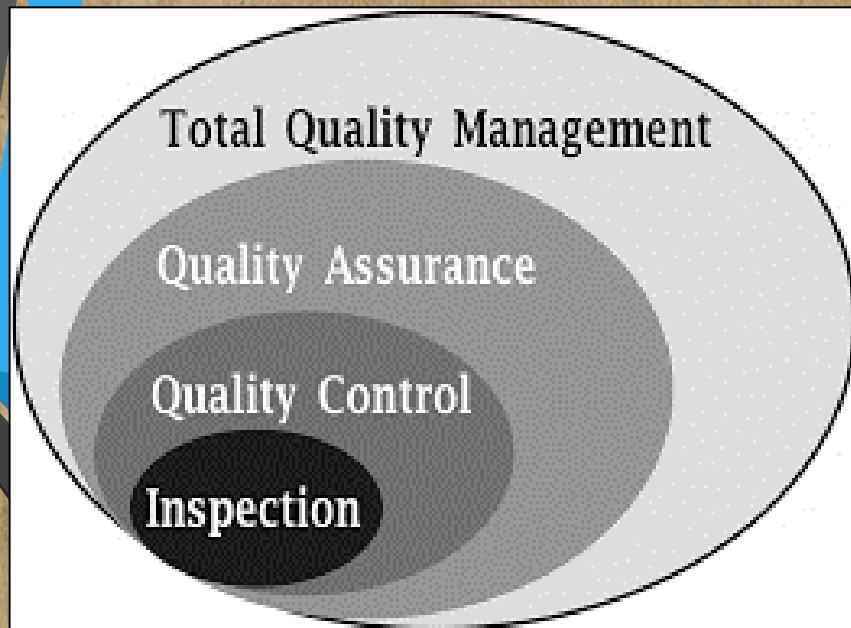 Total Quality Management
Quality Assurance
Quality Control
Inspection